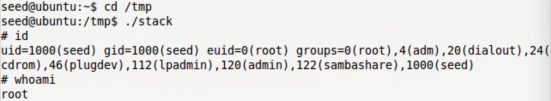 seed@ubuntu:~$ cd /tmp
seed@ubuntu:/tmp$ ./stack
# id
uid=1000(seed) gid=1000(seed) euid=0(root) groups=0(root),4(adm),20(dialout),24(
cdrom),46(plugdev),112(lpadmin),120(admin),122(sambashare),1000(seed)
# whoami
root